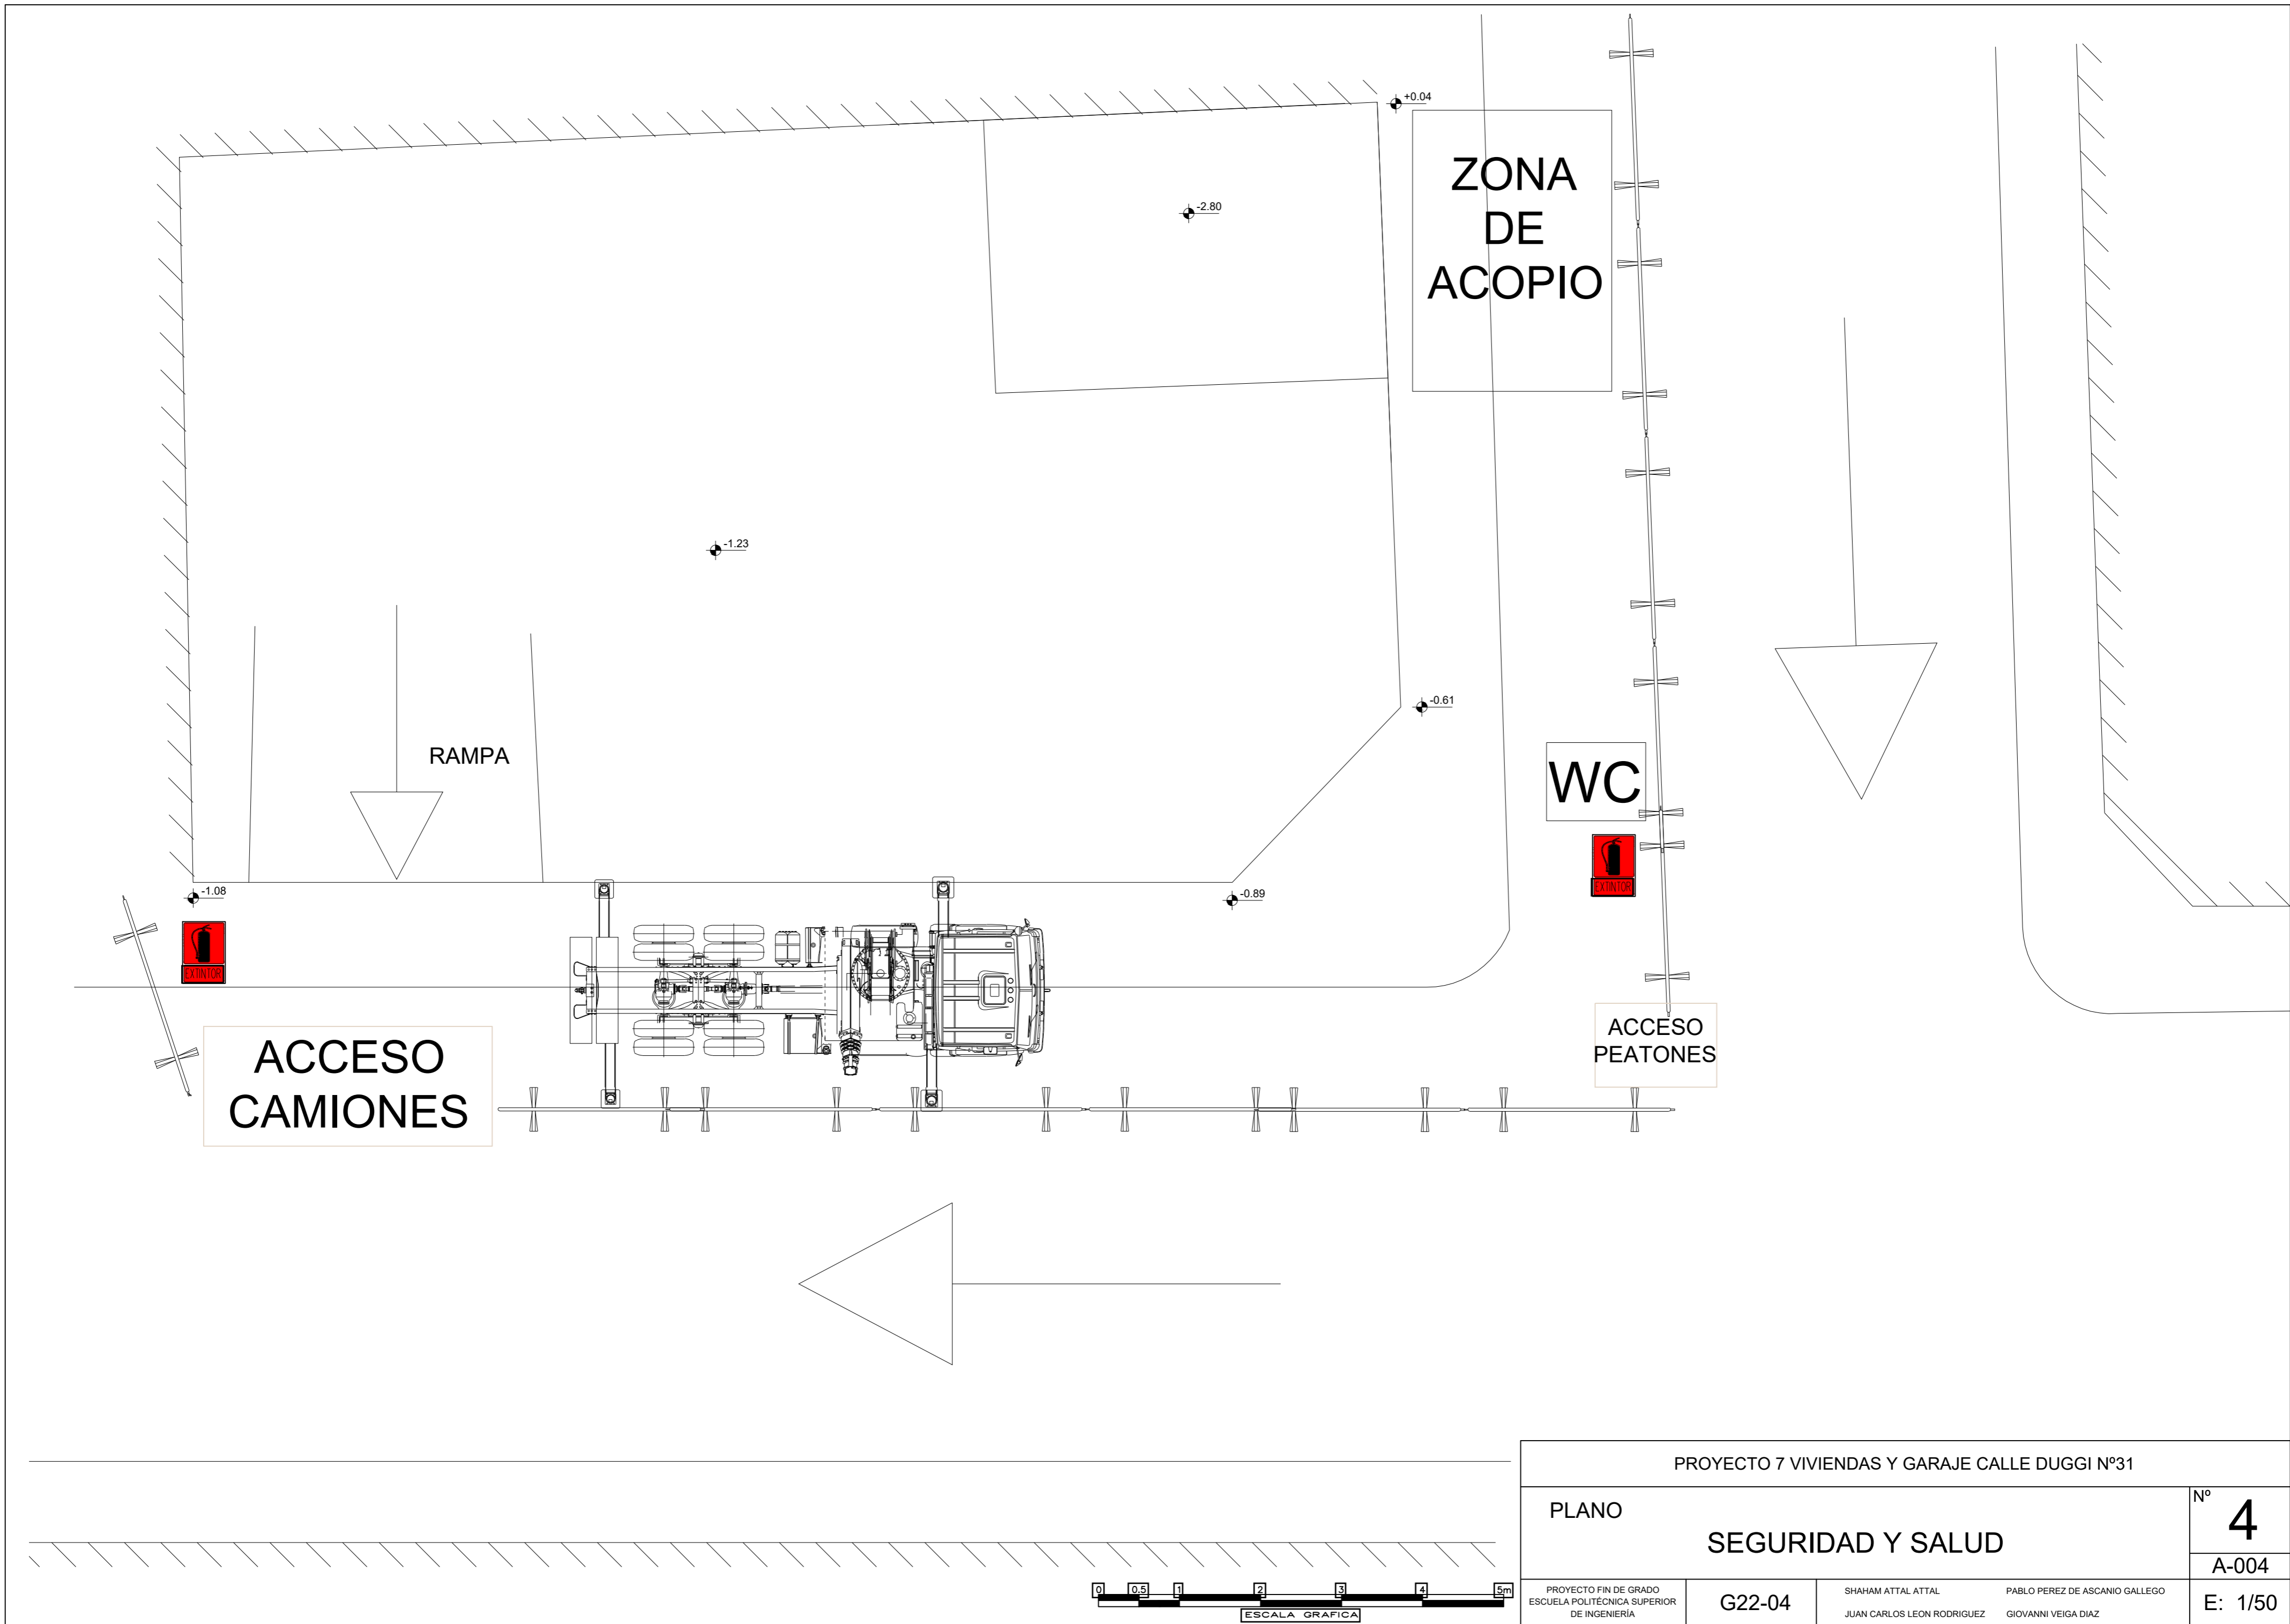 +0.04
ZONA
DE
ACOPIO
-2.80
-1.23
-0.61
RAMPA
WC
EXTINTOR
-1.08
-0.89
EXTINTOR
ACCESO
PEATONES
ACCESO
CAMIONES
PROYECTO 7 VIVIENDAS Y GARAJE CALLE DUGGI Nº31
PLANO
SEGURIDAD Y SALUD
Nº
4
A-004
0 0.5 1 2 3 4 5m
ESCALA GRAFICA
PROYECTO FIN DE GRADO
ESCUELA POLITÉCNICA SUPERIOR
DE INGENIERÍA
G22-04
SHAHAM ATTAL ATTAL PABLO PEREZ DE ASCANIO GALLEGO
JUAN CARLOS LEON RODRIGUEZ GIOVANNI VEIGA DIAZ
E: 1/50